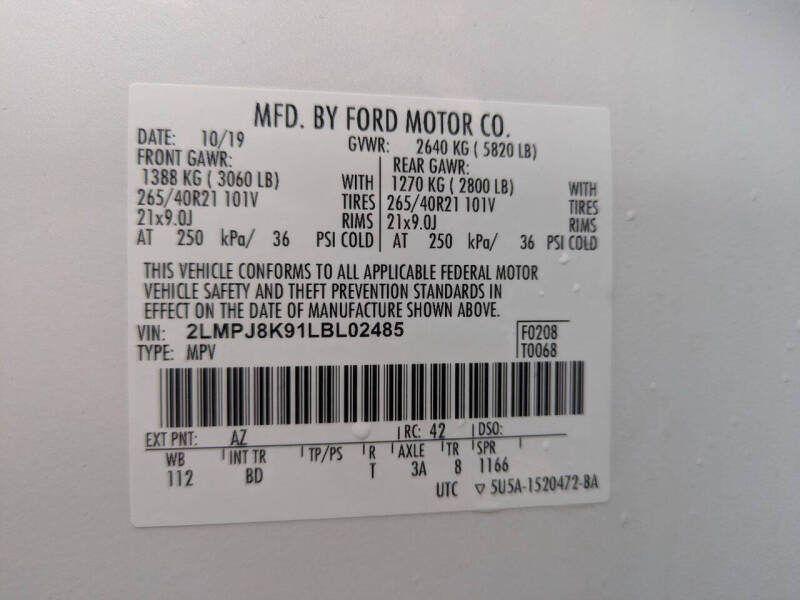 MFD. BY FORD MOTOR CO.
DATE: 10/19 GVWR: 2640 KG ( 5820 LB)
FRONT GAWR: REAR GAWR:
1388 KG ( 3060 LB) WITH 1270 KG ( 2800 LB) WITH
265/40R21 101V TIRES 265/40R21 101V TIRES
21x9.0J RIMS 21x9.0J RIMS
AT 250 kPa/ 36 PSI COLD AT 250 kPa/ 36 PSI COLD
THIS VEHICLE CONFORMS TO ALL APPLICABLE FEDERAL MOTOR
VEHICLE SAFETY AND THEFT PREVENTION STANDARDS IN
EFFECT ON THE DATE OF MANUFACTURE SHOWN ABOVE.
VIN: 2LMPJ8K91LBL02485 F0208
TYPE: MPV T0068
EXT PNT: AZ RC: 42 DSO:
WB INT TR TP/PS R AXLE TR SPR
112 BD T 3A 8 1166
UTC ▽ 5U5A-1520472-BA